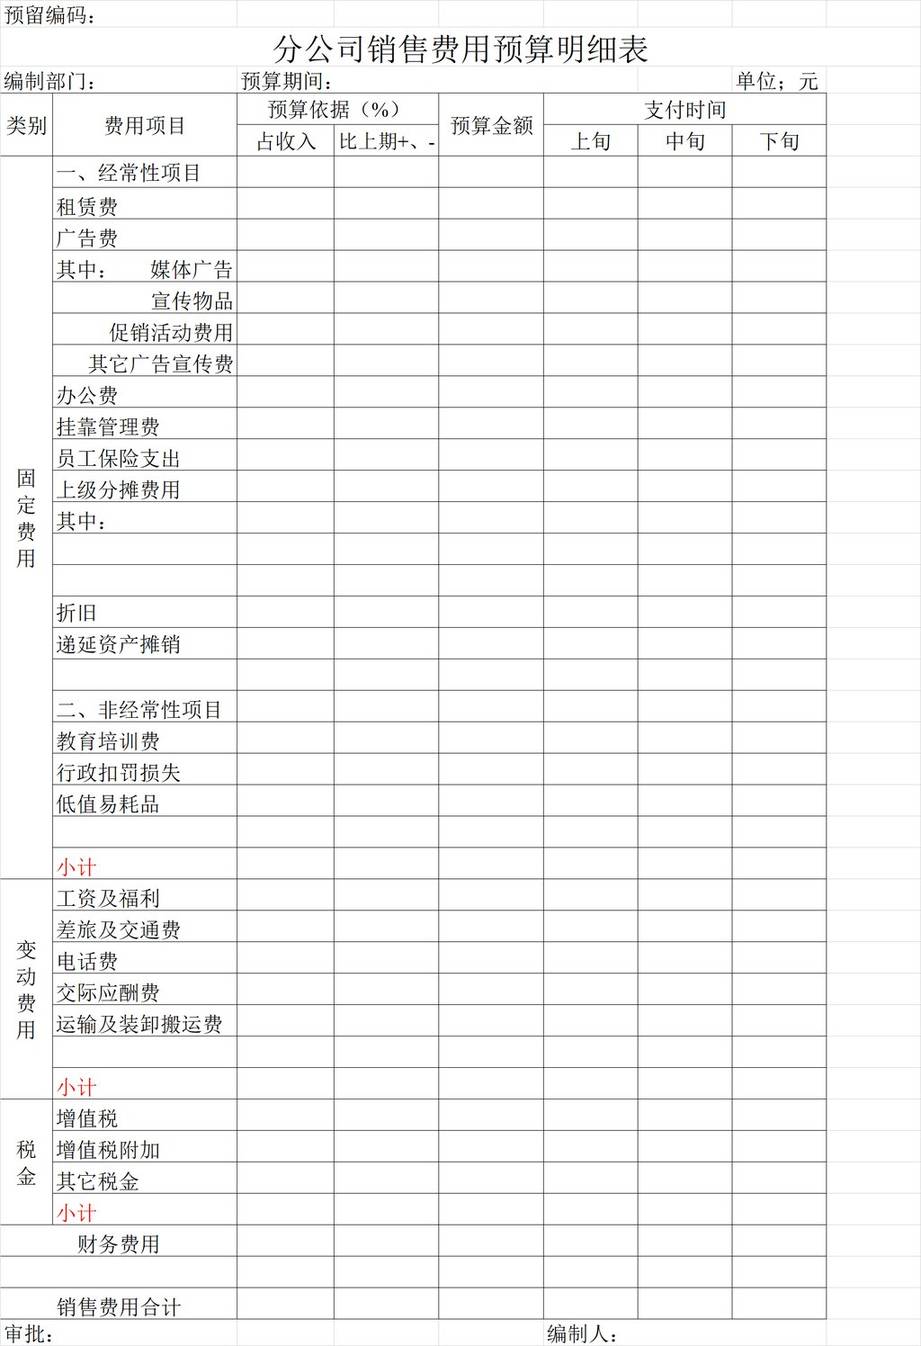 预留编码：
分公司销售费用预算明细表
编制部门： 预算期间： 单位；元
类别 费用项目 预算依据（%） 预算金额 支付时间
占收入 比上期+、- 上旬 中旬 下旬
固定费用
一、经常性项目
租赁费
广告费
其中： 媒体广告
宣传物品
促销活动费用
其它广告宣传费
办公费
挂靠管理费
员工保险支出
上级分摊费用
其中：
折旧
递延资产摊销
二、非经常性项目
教育培训费
行政扣罚损失
低值易耗品
小计
变动费用
工资及福利
差旅及交通费
电话费
交际应酬费
运输及装卸搬运费
小计
税金
增值税
增值税附加
其它税金
小计
财务费用
销售费用合计
审批： 编制人：